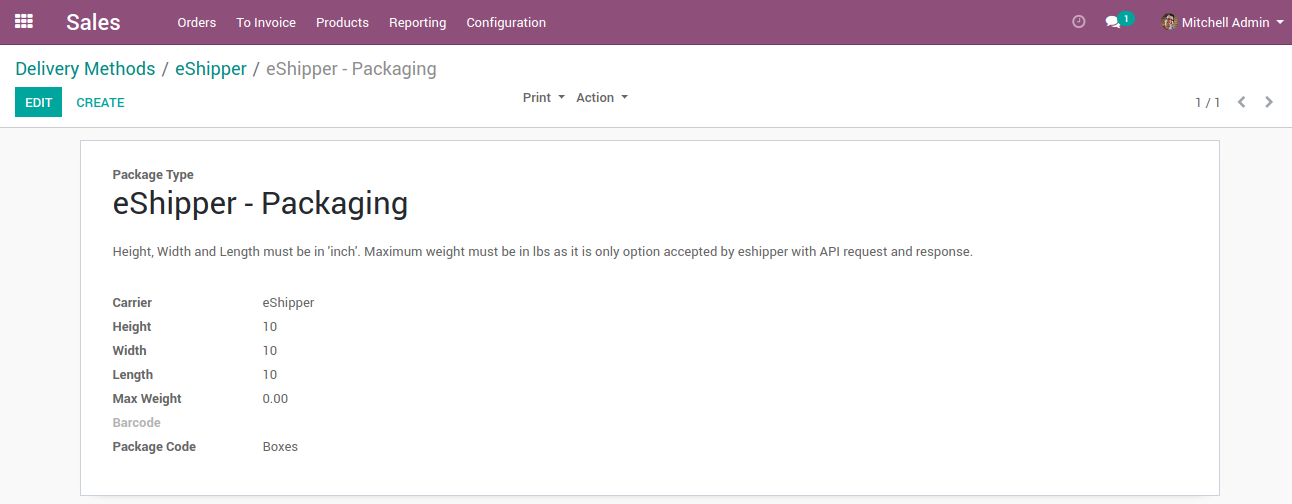 Sales Orders To Invoice Products Reporting Configuration 1 Mitchell Admin
Delivery Methods / eShipper / eShipper - Packaging
EDIT CREATE Print Action 1 / 1
Package Type
eShipper - Packaging
Height, Width and Length must be in 'inch'. Maximum weight must be in lbs as it is only option accepted by eshipper with API request and response.
Carrier eShipper
Height 10
Width 10
Length 10
Max Weight 0.00
Barcode
Package Code Boxes